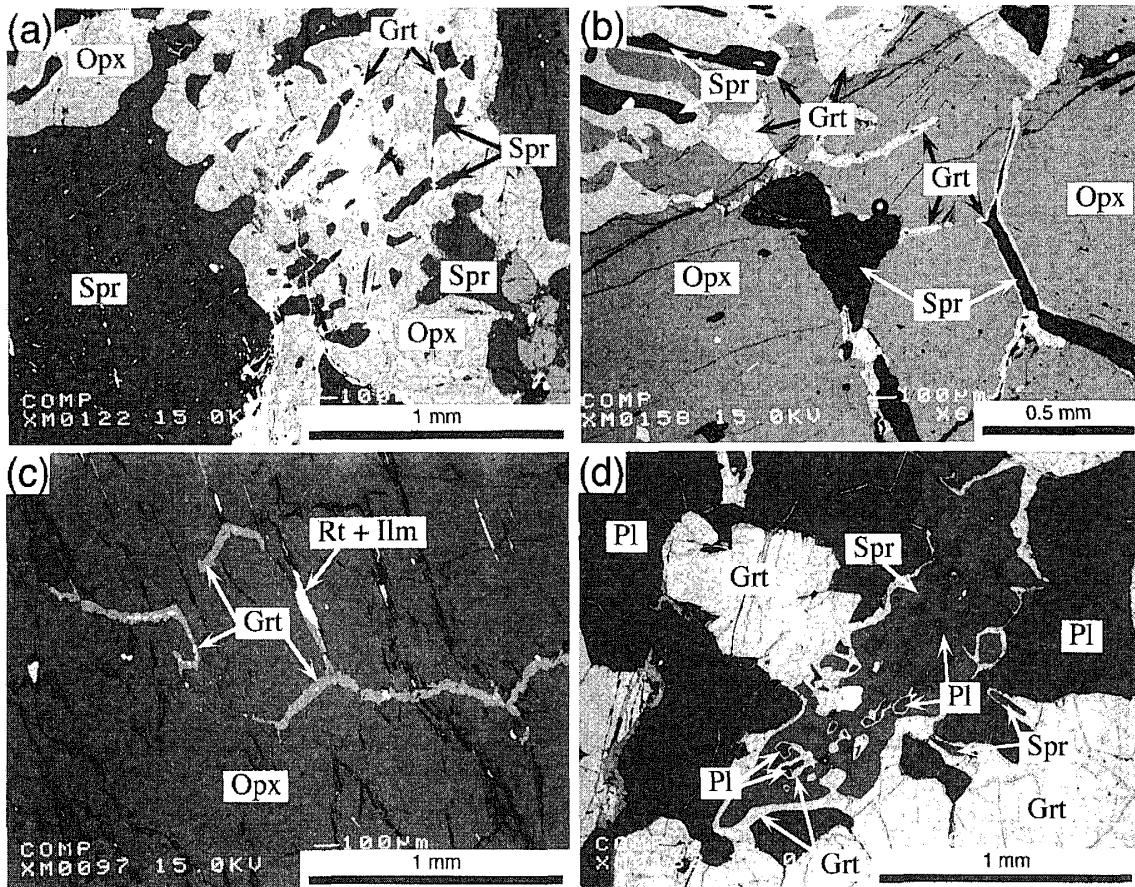 (a)
Grt
Opx
Spr
Spr
Spr
Opx
COMP
XM0122 15.0K
1 mm
(b)
Spr
Grt
Grt
Opx
Opx
Spr
COMP
100μm
XM0158 15.0KV X6
0.5 mm
(c)
Rt + Ilm
Grt
Opx
COMP
100μm
XM0097 15.0KV
1 mm
(d)
Pl
Spr
Grt
Pl
Pl
Pl
Spr
Grt
Grt
COMP
1 mm